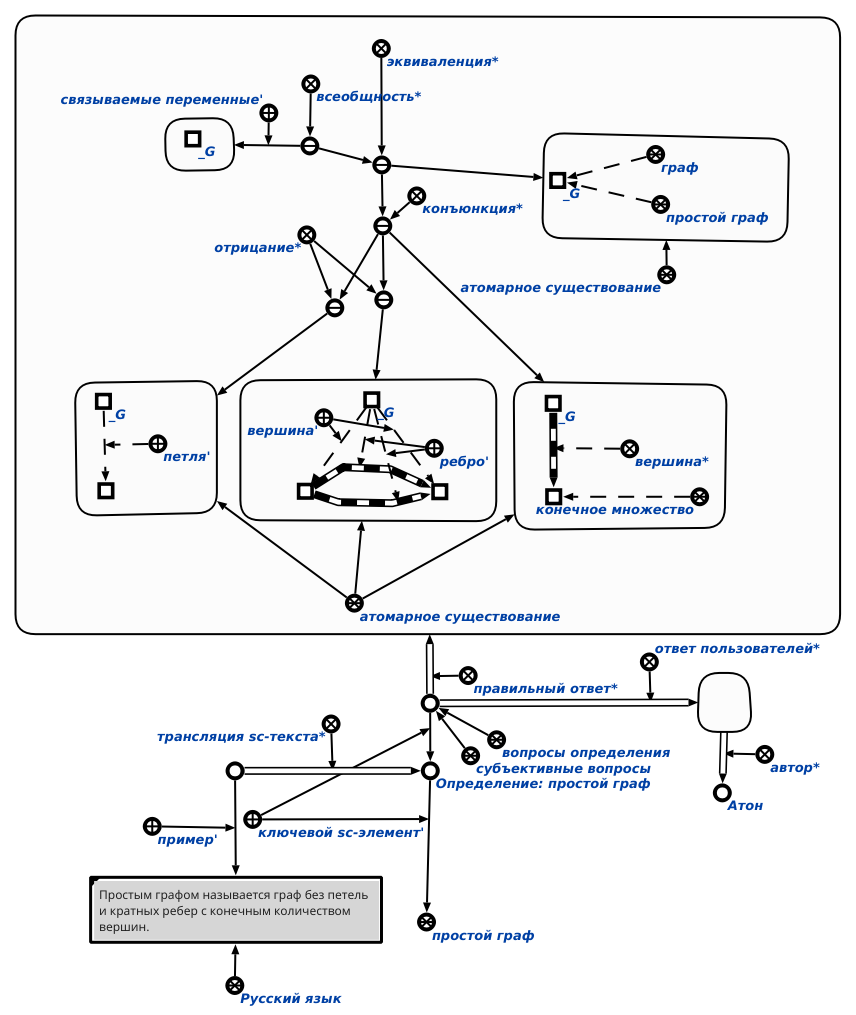 эквиваленция*
всеобщность*
связываемые переменные'
_G
граф
_G
простой граф
конъюнкция*
отрицание*
атомарное существование
_G
петля'
_G
вершина'
ребро'
_G
вершина*
конечное множество
атомарное существование
ответ пользователей*
правильный ответ*
трансляция sc-текста*
вопросы определения
субъективные вопросы
Определение: простой граф
автор*
Атон
пример'
ключевой sc-элемент'
Простым графом называется граф без петель
и кратных ребер с конечным количеством
вершин.
простой граф
Русский язык